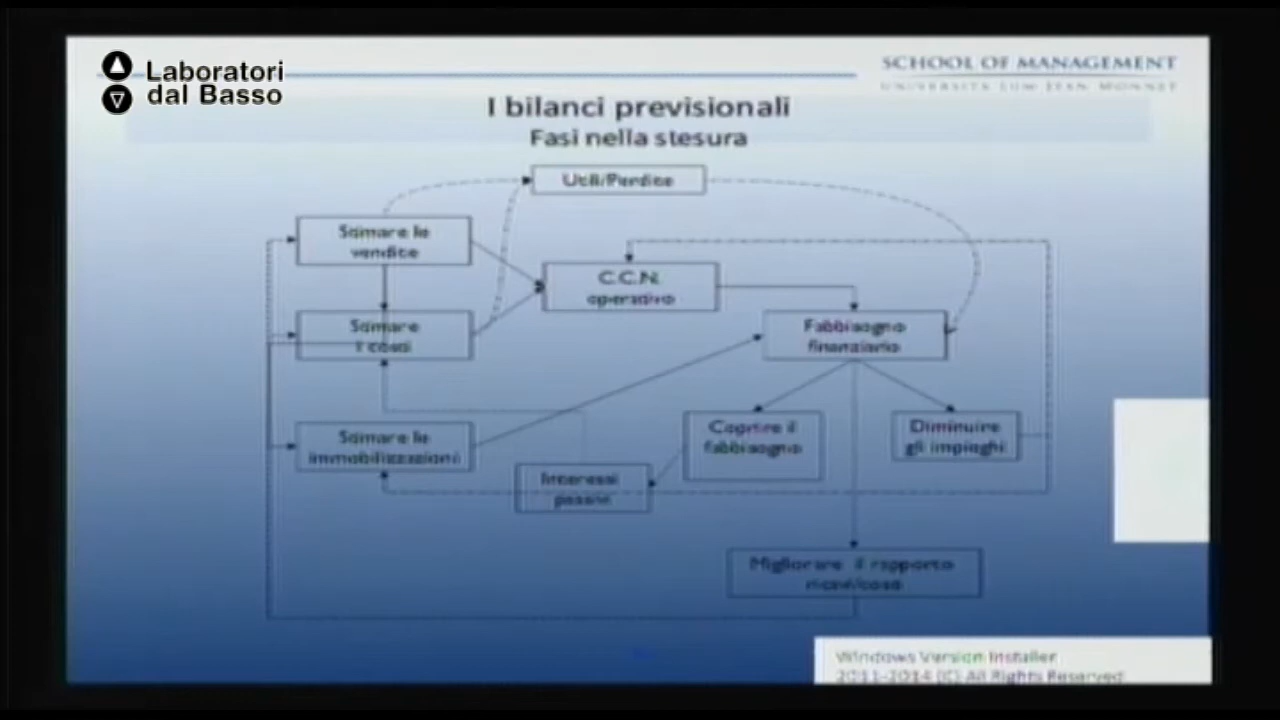 Laboratori
dal Basso
SCHOOL OF MANAGEMENT
UNIVERSITÀ LUM JEAN MONNET
I bilanci previsionali
Fasi nella stesura
Utili/Perdite
Stimare le
vendite
C.C.N.
operativo
Stimare
i costi
Fabbisogno
finanziario
Coprire il
fabbisogno
Diminuire
gli impieghi
Stimare le
immobilizzazioni
Interessi
passivi
Migliorare il rapporto
ricavi/costi
Windows Version Installer
2011-2014 (C) All Rights Reserved